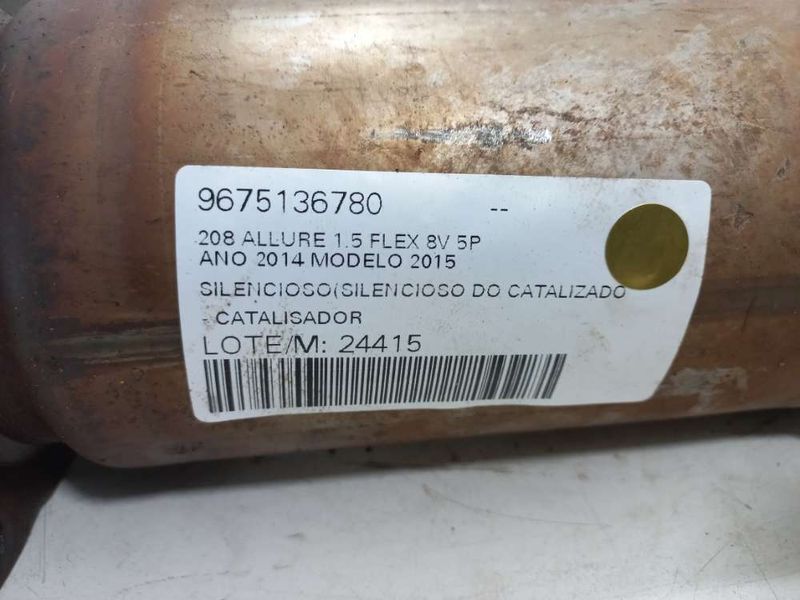 9675136780 --
208 ALLURE 1.5 FLEX 8V 5P
ANO 2014 MODELO 2015
SILENCIOSO(SILENCIOSO DO CATALIZADO
- CATALISADOR
LOTE/M: 24415